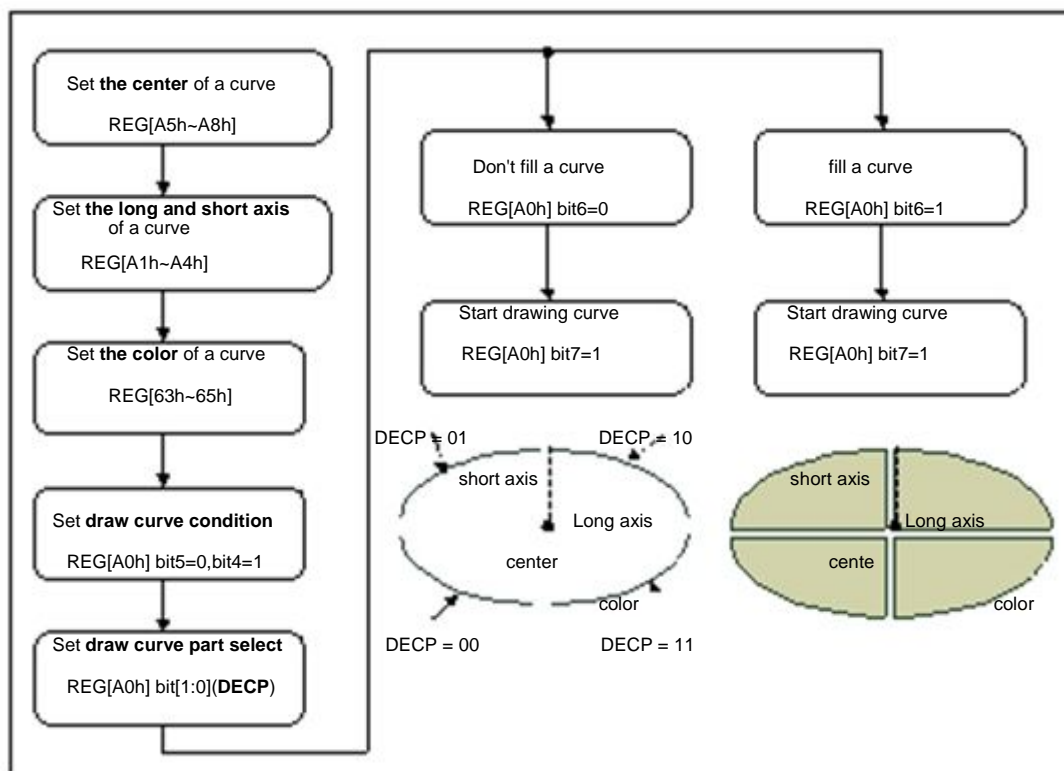 Set the center of a curve
REG[A5h~A8h]
Set the long and short axis
of a curve
REG[A1h~A4h]
Set the color of a curve
REG[63h~65h]
Set draw curve condition
REG[A0h] bit5=0,bit4=1
Set draw curve part select
REG[A0h] bit[1:0](DECP)
Don't fill a curve
REG[A0h] bit6=0
Start drawing curve
REG[A0h] bit7=1
fill a curve
REG[A0h] bit6=1
Start drawing curve
REG[A0h] bit7=1
DECP = 01
DECP = 10
short axis
Long axis
center
color
DECP = 00
DECP = 11
short axis
Long axis
cente
color